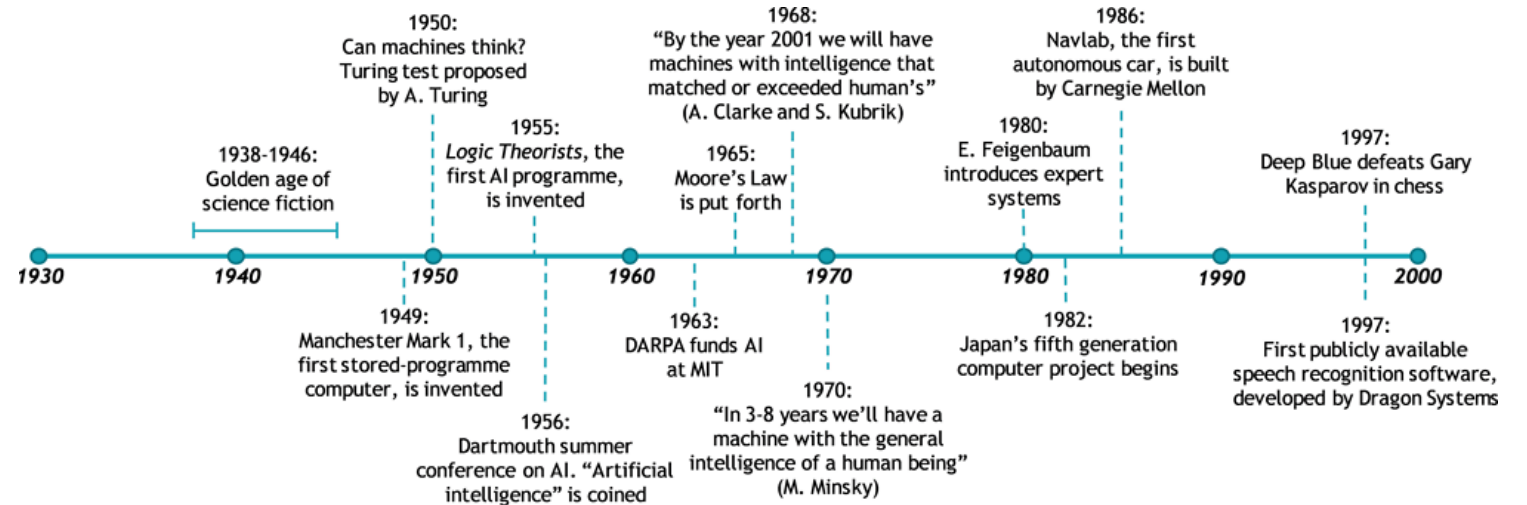 1950:
Can machines think?
Turing test proposed
by A. Turing
1968:
“By the year 2001 we will have
machines with intelligence that
matched or exceeded human’s”
(A. Clarke and S. Kubrik)
1986:
Navlab, the first
autonomous car, is built
by Carnegie Mellon
1938-1946:
Golden age of
science fiction
1955:
Logic Theorists, the
first AI programme,
is invented
1965:
Moore’s Law
is put forth
1980:
E. Feigenbaum
introduces expert
systems
1997:
Deep Blue defeats Gary
Kasparov in chess
1930 1940 1950 1960 1970 1980 1990 2000
1949:
Manchester Mark 1, the
first stored-programme
computer, is invented
1956:
Dartmouth summer
conference on AI. “Artificial
intelligence” is coined
1963:
DARPA funds AI
at MIT
1970:
“In 3-8 years we’ll have a
machine with the general
intelligence of a human being”
(M. Minsky)
1982:
Japan’s fifth generation
computer project begins
1997:
First publicly available
speech recognition software,
developed by Dragon Systems